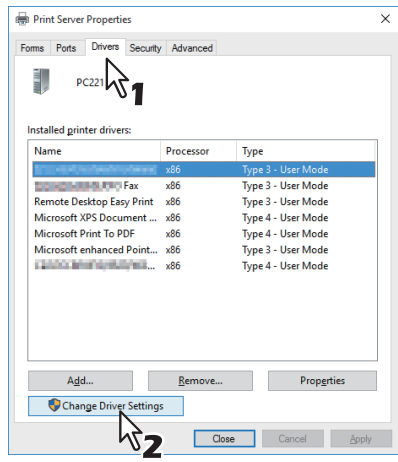 Print Server Properties
Forms Ports Drivers Security Advanced
PC221
1
Installed printer drivers:
Name Processor Type
x86 Type 3 - User Mode
Fax x86 Type 3 - User Mode
Remote Desktop Easy Print x86 Type 3 - User Mode
Microsoft XPS Document ... x86 Type 4 - User Mode
Microsoft Print To PDF x86 Type 4 - User Mode
Microsoft enhanced Point... x86 Type 3 - User Mode
... x86 Type 4 - User Mode
Add... Remove... Properties
Change Driver Settings
2
Close Cancel Apply